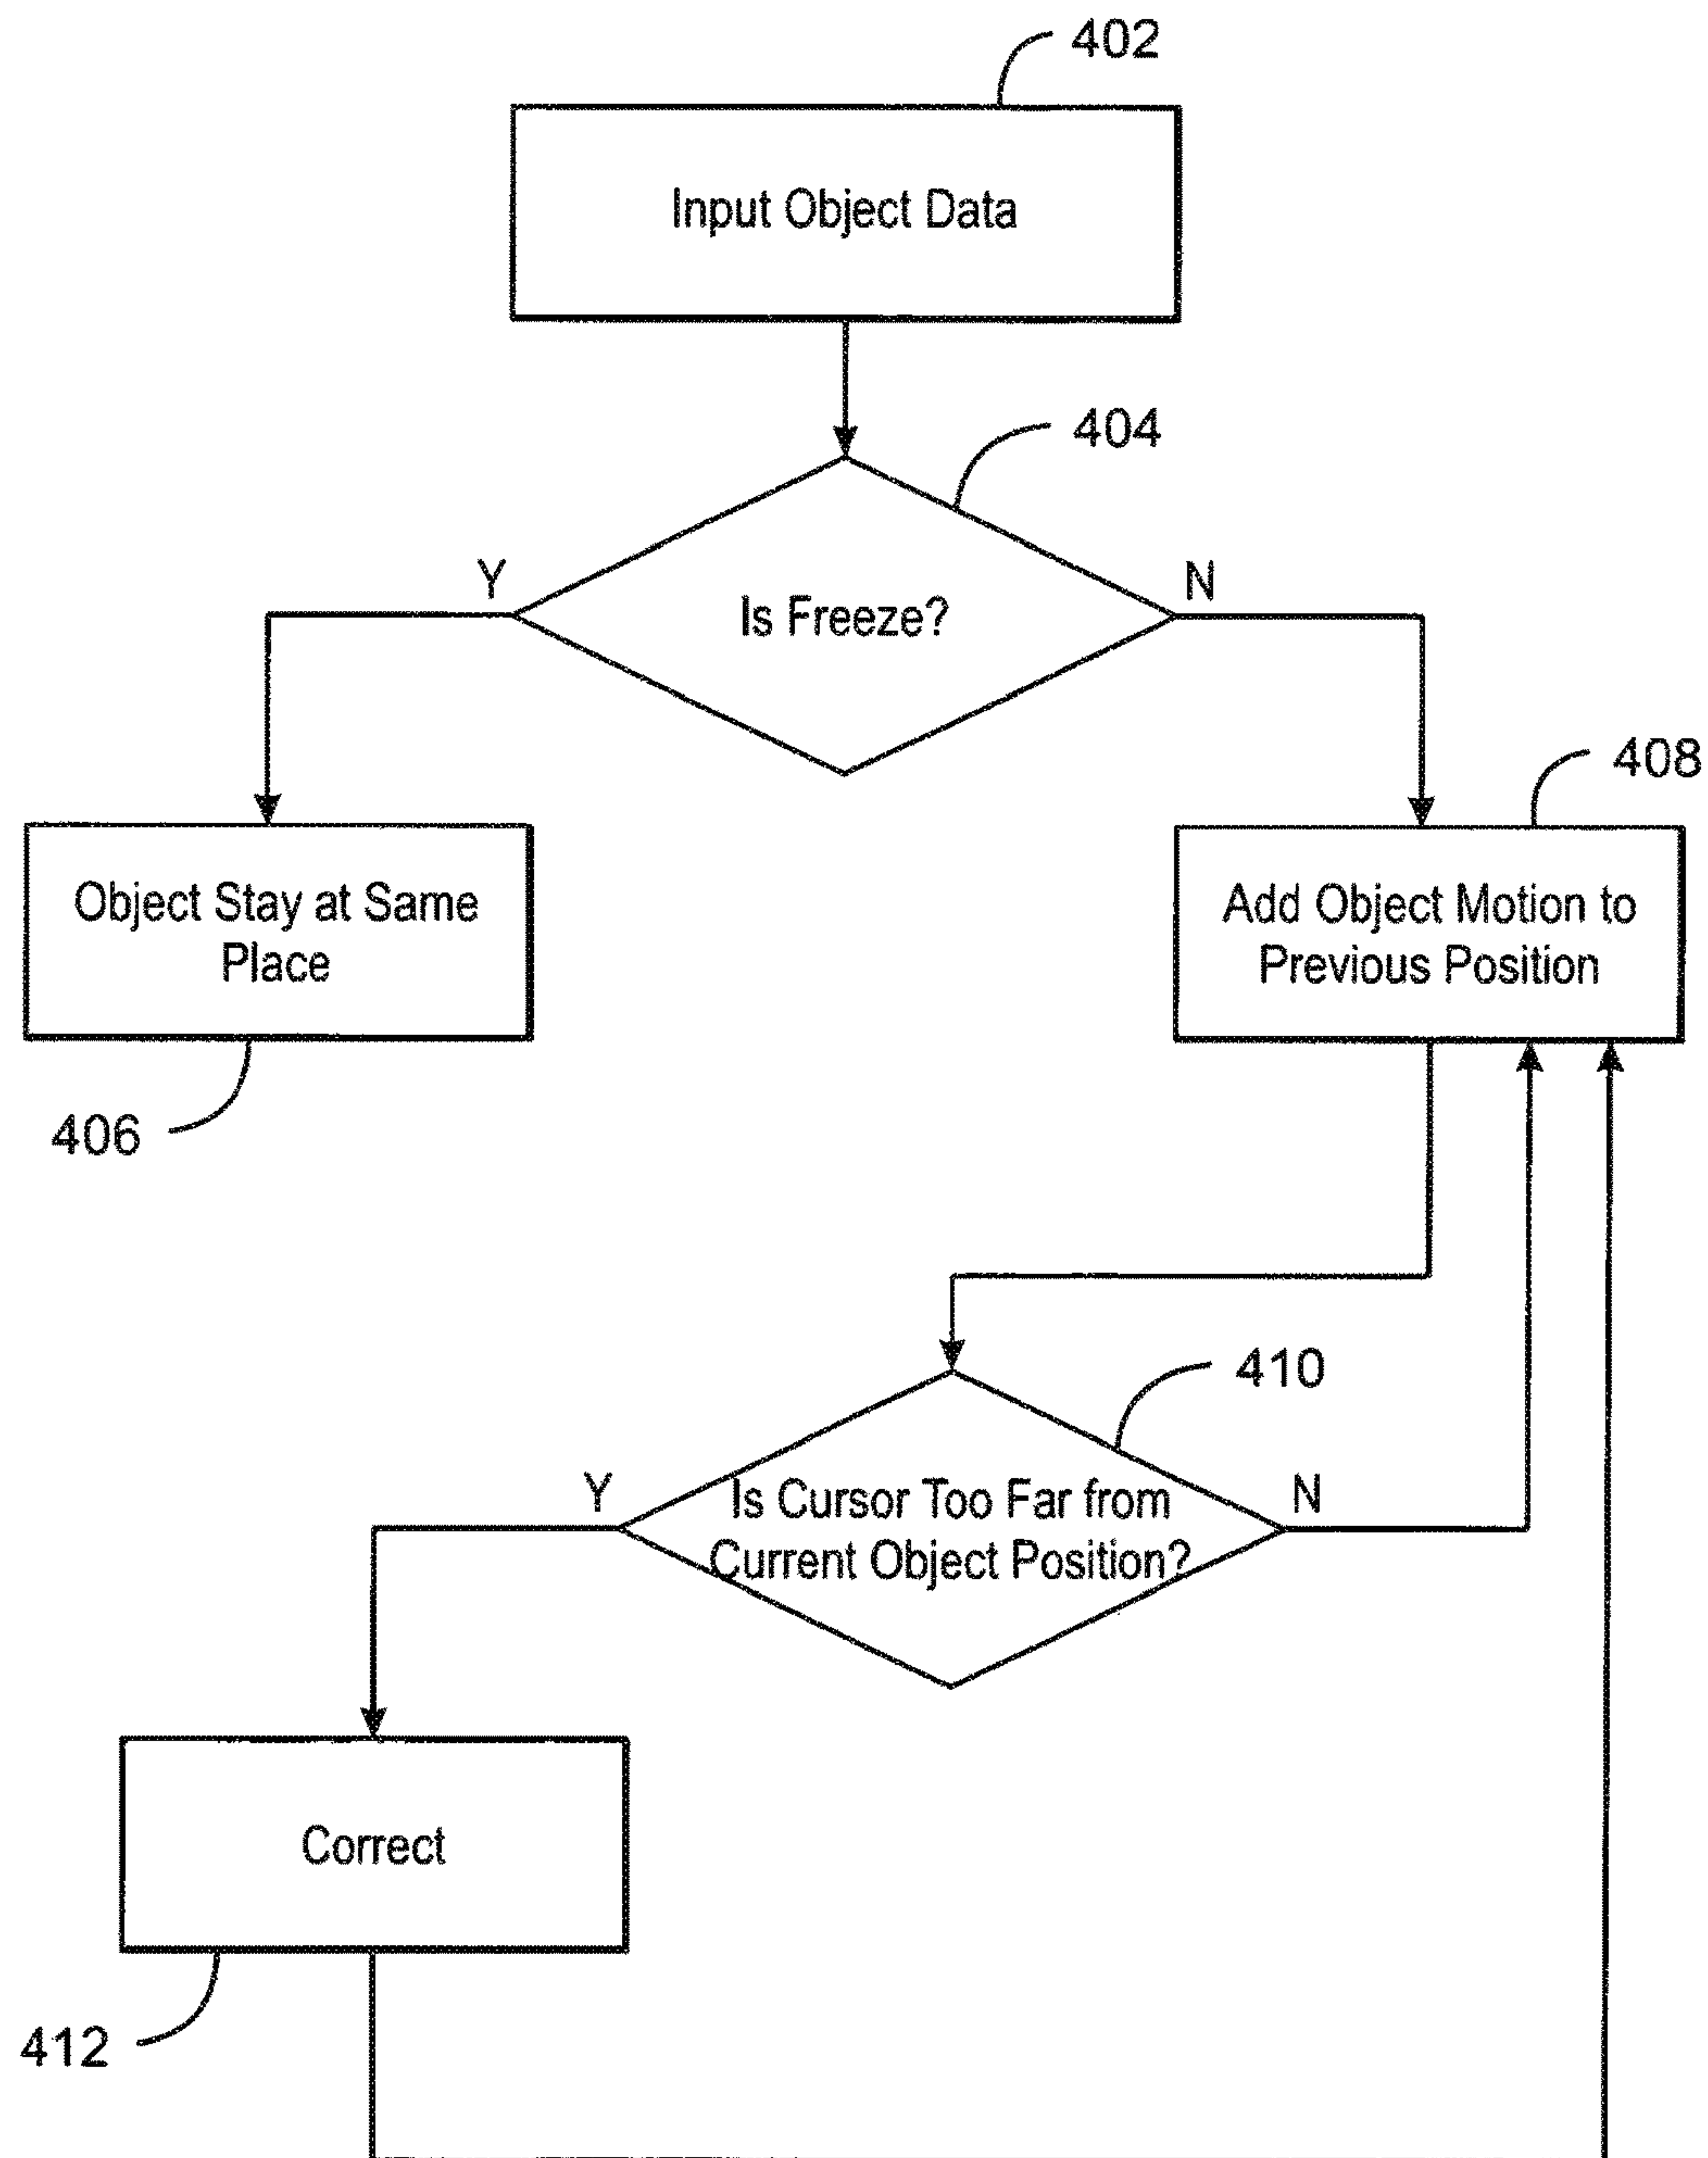 402
Input Object Data
404
Y
N
Is Freeze?
408
Object Stay at Same
Place
Add Object Motion to
Previous Position
406
410
Y
N
Is Cursor Too Far from
Current Object Position?
Correct
412